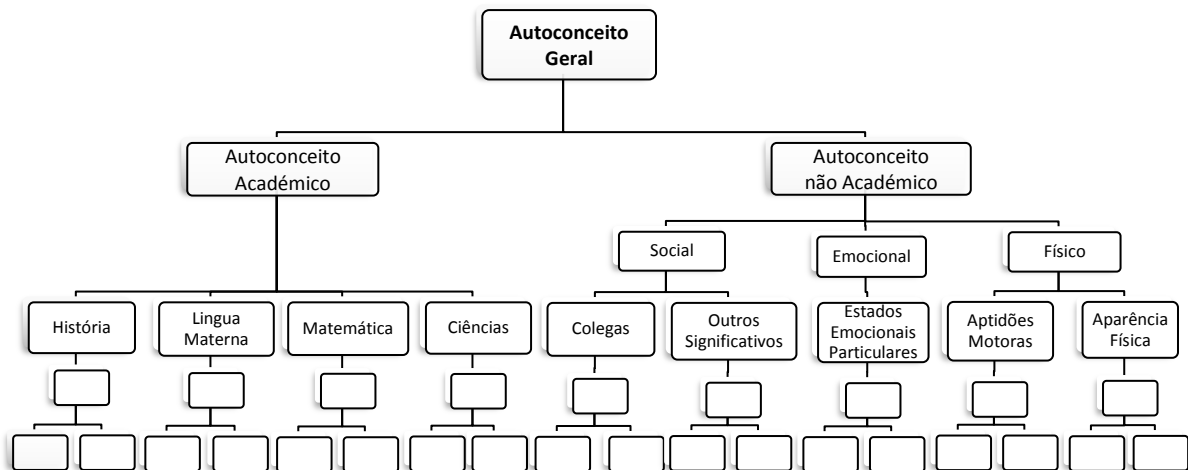 Autoconceito
Geral
Autoconceito
Académico
Autoconceito
não Académico
Social
Emocional
Físico
História
Lingua
Materna
Matemática
Ciências
Colegas
Outros
Significativos
Estados
Emocionais
Particulares
Aptidões
Motoras
Aparência
Física